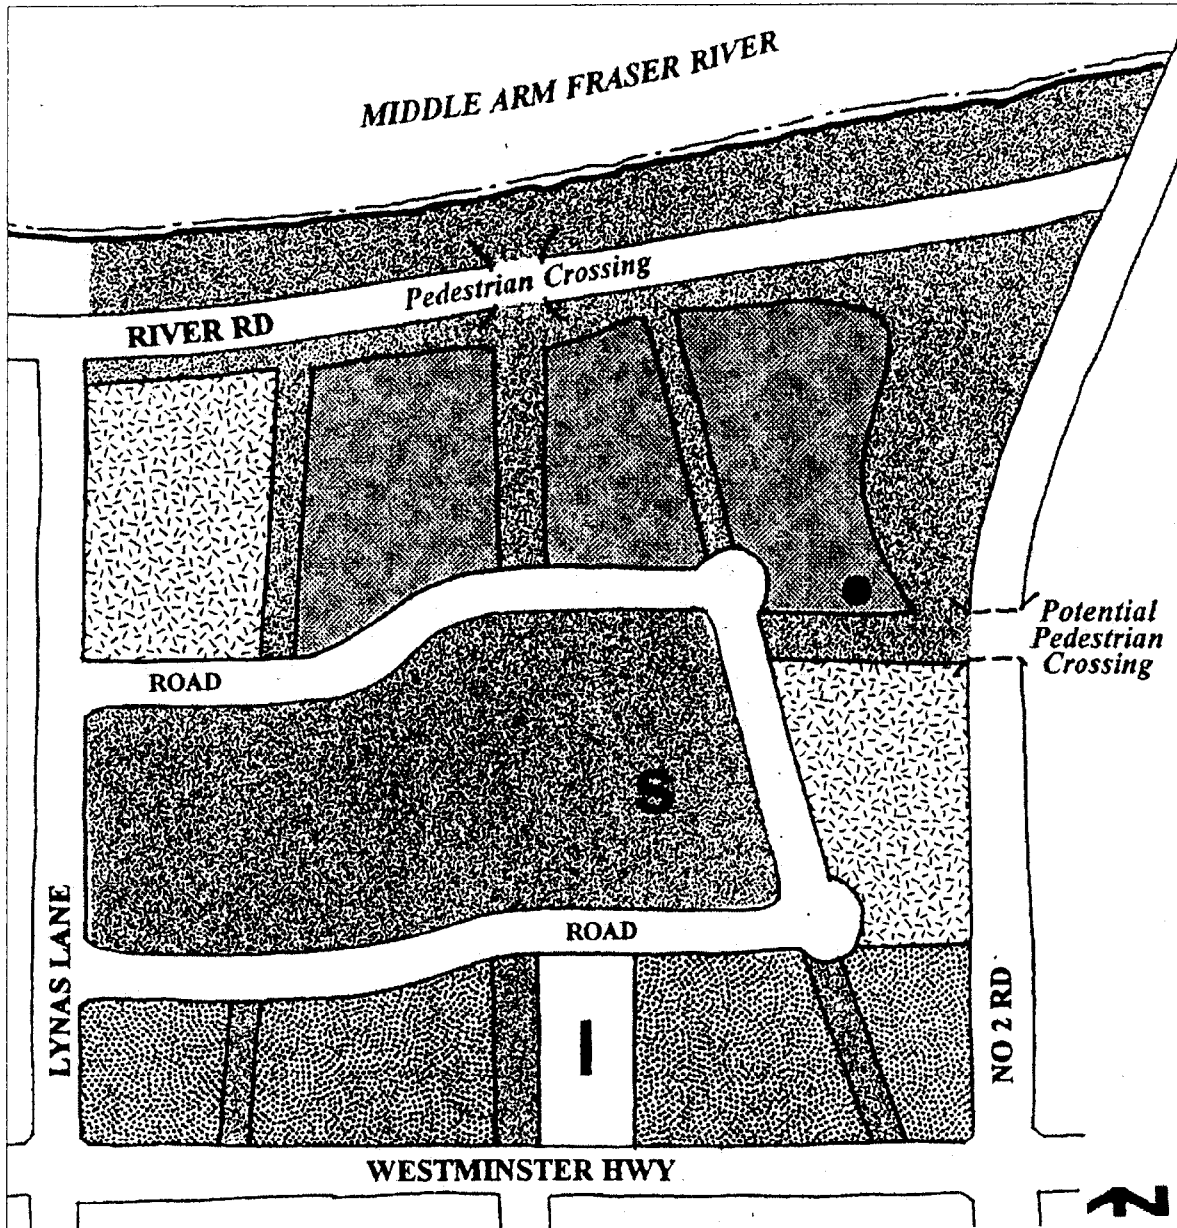 MIDDLE ARM FRASER RIVER
Pedestrian Crossing
RIVER RD
Potential
Pedestrian
Crossing
ROAD
S
ROAD
LYNAS LANE
NO 2 RD
I
WESTMINSTER HWY
N